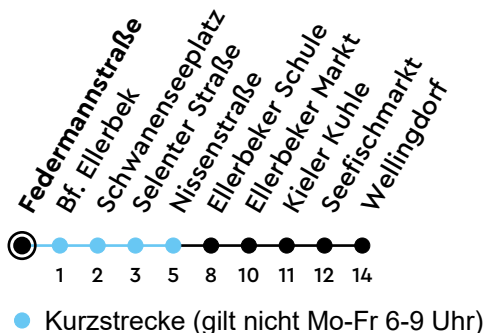 Federmannstraße
Bf. Ellerbek
Schwanenseeplatz
Selenter Straße
Nissenstraße
Ellerbeker Schule
Ellerbeker Markt
Kieler Kuhle
Seefischmarkt
Wellingdorf
1 2 3 5 8 10 11 12 14
Kurzstrecke (gilt nicht Mo-Fr 6-9 Uhr)